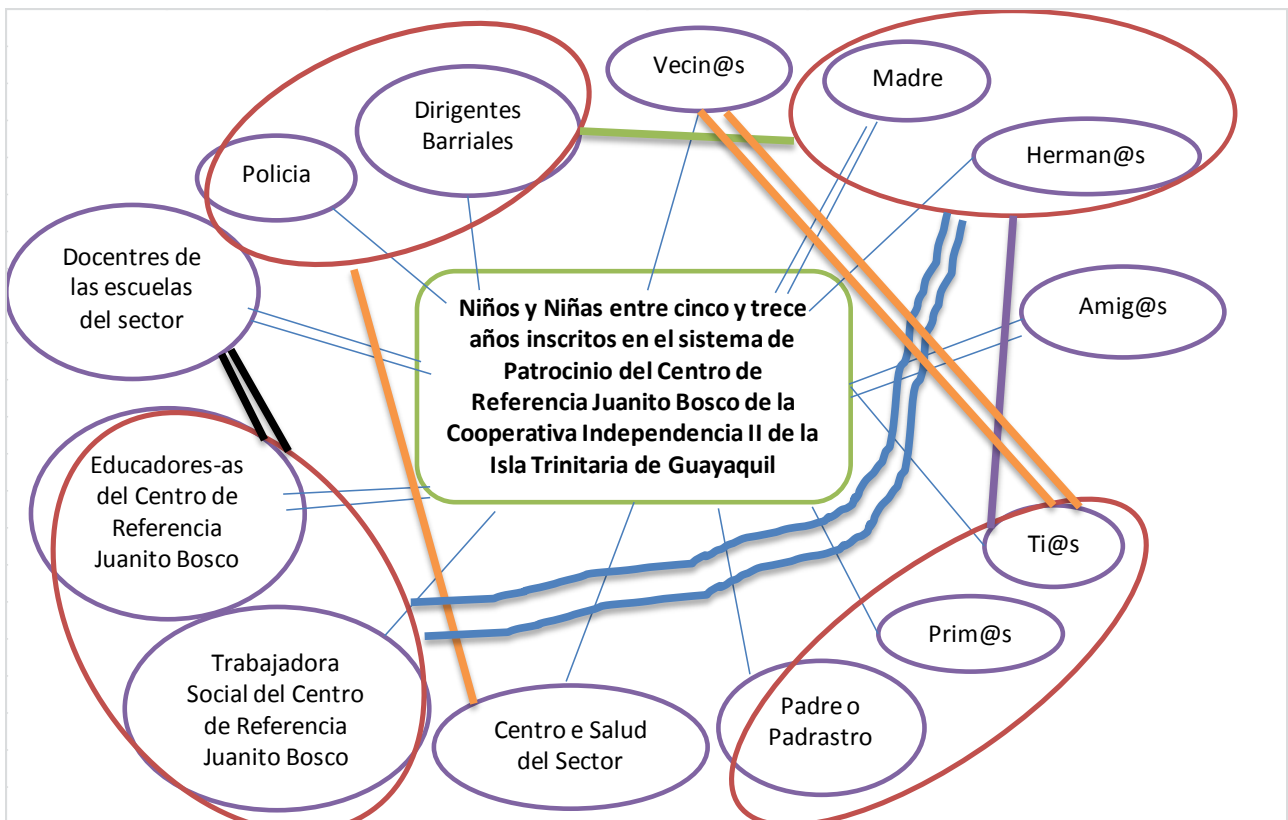 Vecin@s
Madre
Dirigentes
Barriales
Herman@s
Policia
Docentres de
las escuelas
del sector
Niños y Niñas entre cinco y trece
años inscritos en el sistema de
Patrocinio del Centro de
Referencia Juanito Bosco de la
Cooperativa Independencia II de la
Isla Trinitaria de Guayaquil
Amig@s
Educadores-as
del Centro de
Referencia
Juanito Bosco
Ti@s
Prim@s
Trabajadora
Social del Centro
de Referencia
Juanito Bosco
Centro e Salud
del Sector
Padre o
Padrastro